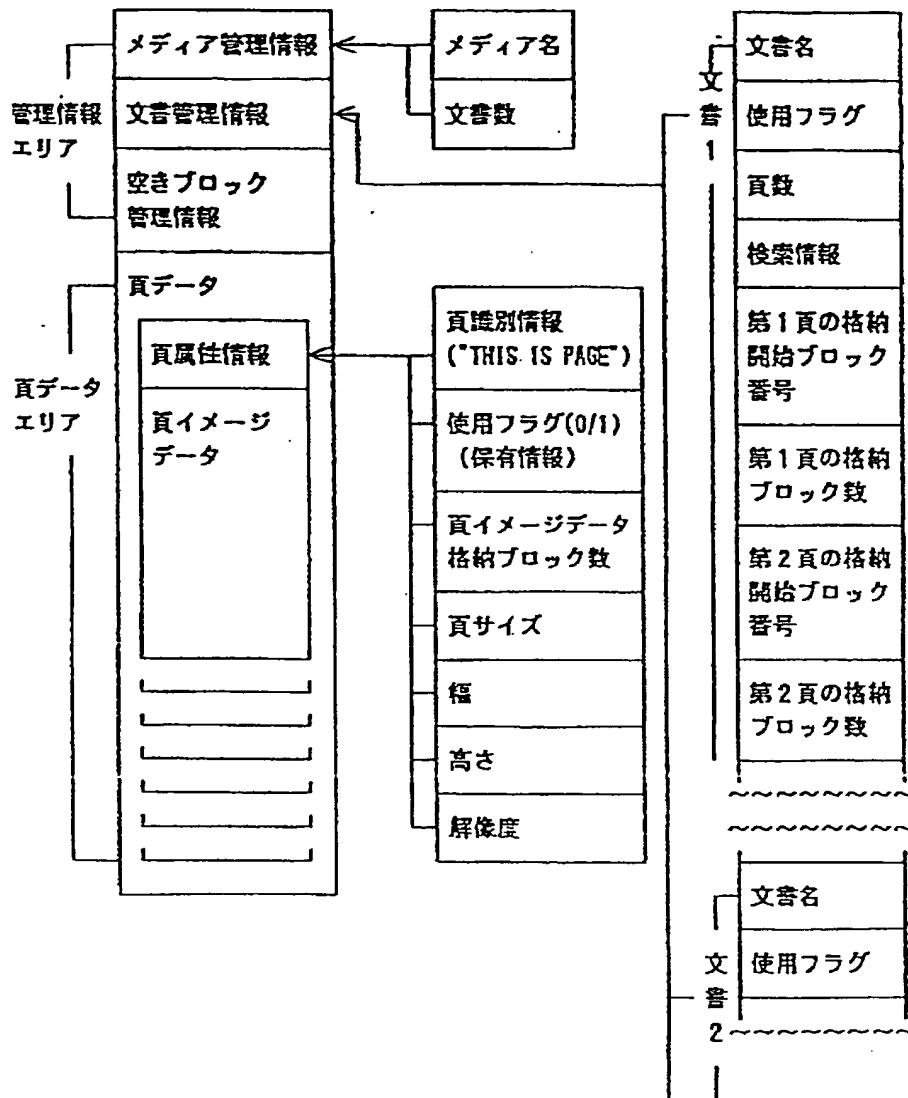 管理情報
エリア
頁データ
エリア
メディア管理情報
文書管理情報
空きブロック
管理情報
頁データ
頁属性情報
頁イメージ
データ
メディア名
文書数
頁識別情報
("THIS IS PAGE")
使用フラグ(0/1)
(保有情報)
頁イメージデータ
格納ブロック数
頁サイズ
幅
高さ
解像度
文書1
文書名
使用フラグ
頁数
検索情報
第1頁の格納
開始ブロック
番号
第1頁の格納
ブロック数
第2頁の格納
開始ブロック
番号
第2頁の格納
ブロック数
文書2
文書名
使用フラグ